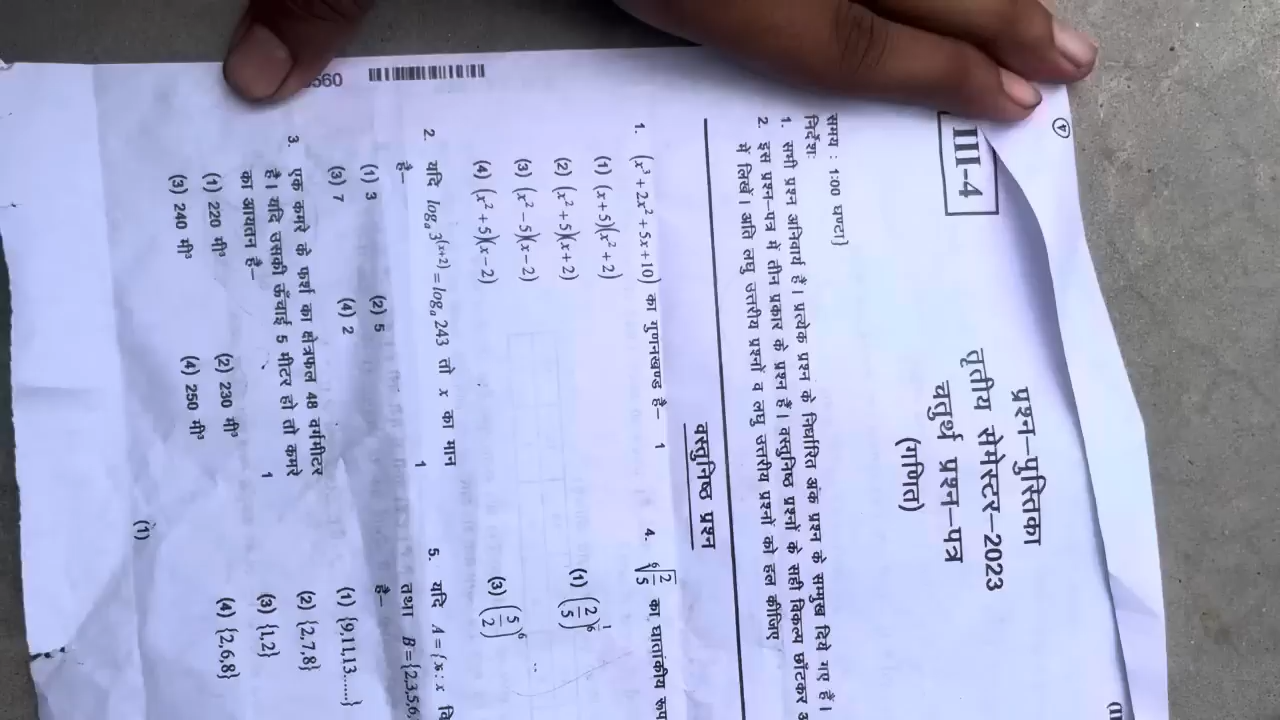 III-4
प्रश्न–पुस्तिका
तृतीय सेमेस्टर–2023
चतुर्थ प्रश्न–पत्र
(गणित)
समय : 1:00 घण्टा]
निर्देशः
1. सभी प्रश्न अनिवार्य हैं। प्रत्येक प्रश्न के निर्धारित अंक प्रश्न के सम्मुख दिये गए हैं।
2. इस प्रश्न–पत्र में तीन प्रकार के प्रश्न हैं। वस्तुनिष्ठ प्रश्नों के सही विकल्प छाँटकर
में लिखें। अति लघु उत्तरीय प्रश्नों व लघु उत्तरीय प्रश्नों को हल कीजिए
वस्तुनिष्ठ प्रश्न
1. (x³ + 2x² + 5x + 10) का गुणनखण्ड है– 1
(1) (x + 5)(x² + 2)
(2) (x² + 5)(x + 2)
(3) (x² − 5)(x − 2)
(4) (x² + 5)(x − 2)
2. यदि logₐ 3^(x+2) = logₐ 243 तो x का मान
है– 1
(1) 3 (2) 5
(3) 7 (4) 2
3. एक कमरे के फर्श का क्षेत्रफल 48 वर्गमीटर
है। यदि उसकी ऊँचाई 5 मीटर हो तो कमरे
का आयतन है– 1
(1) 220 मी³ (2) 230 मी³
(3) 240 मी³ (4) 250 मी³
4. ⁶√(2/5) का घातांकीय रूप
(1) (2/5)^(1/6)
(3) (5/2)^6
5. यदि A = {x : x
तथा B = {2,3,5,6,
है–
(1) {9,11,13......}
(2) {2,7,8}
(3) {1,2}
(4) {2,6,8}
(1)
560